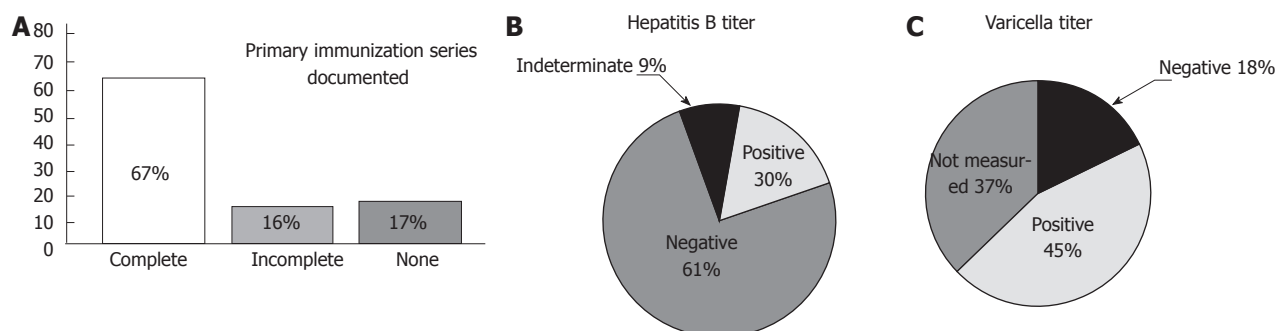 A
80
70
60
50
40
30
20
10
0
Primary immunization series
documented
67%
16%
17%
Complete
Incomplete
None
B
Hepatitis B titer
Indeterminate 9%
Positive
30%
Negative
61%
C
Varicella titer
Negative 18%
Not measur-
ed 37%
Positive
45%